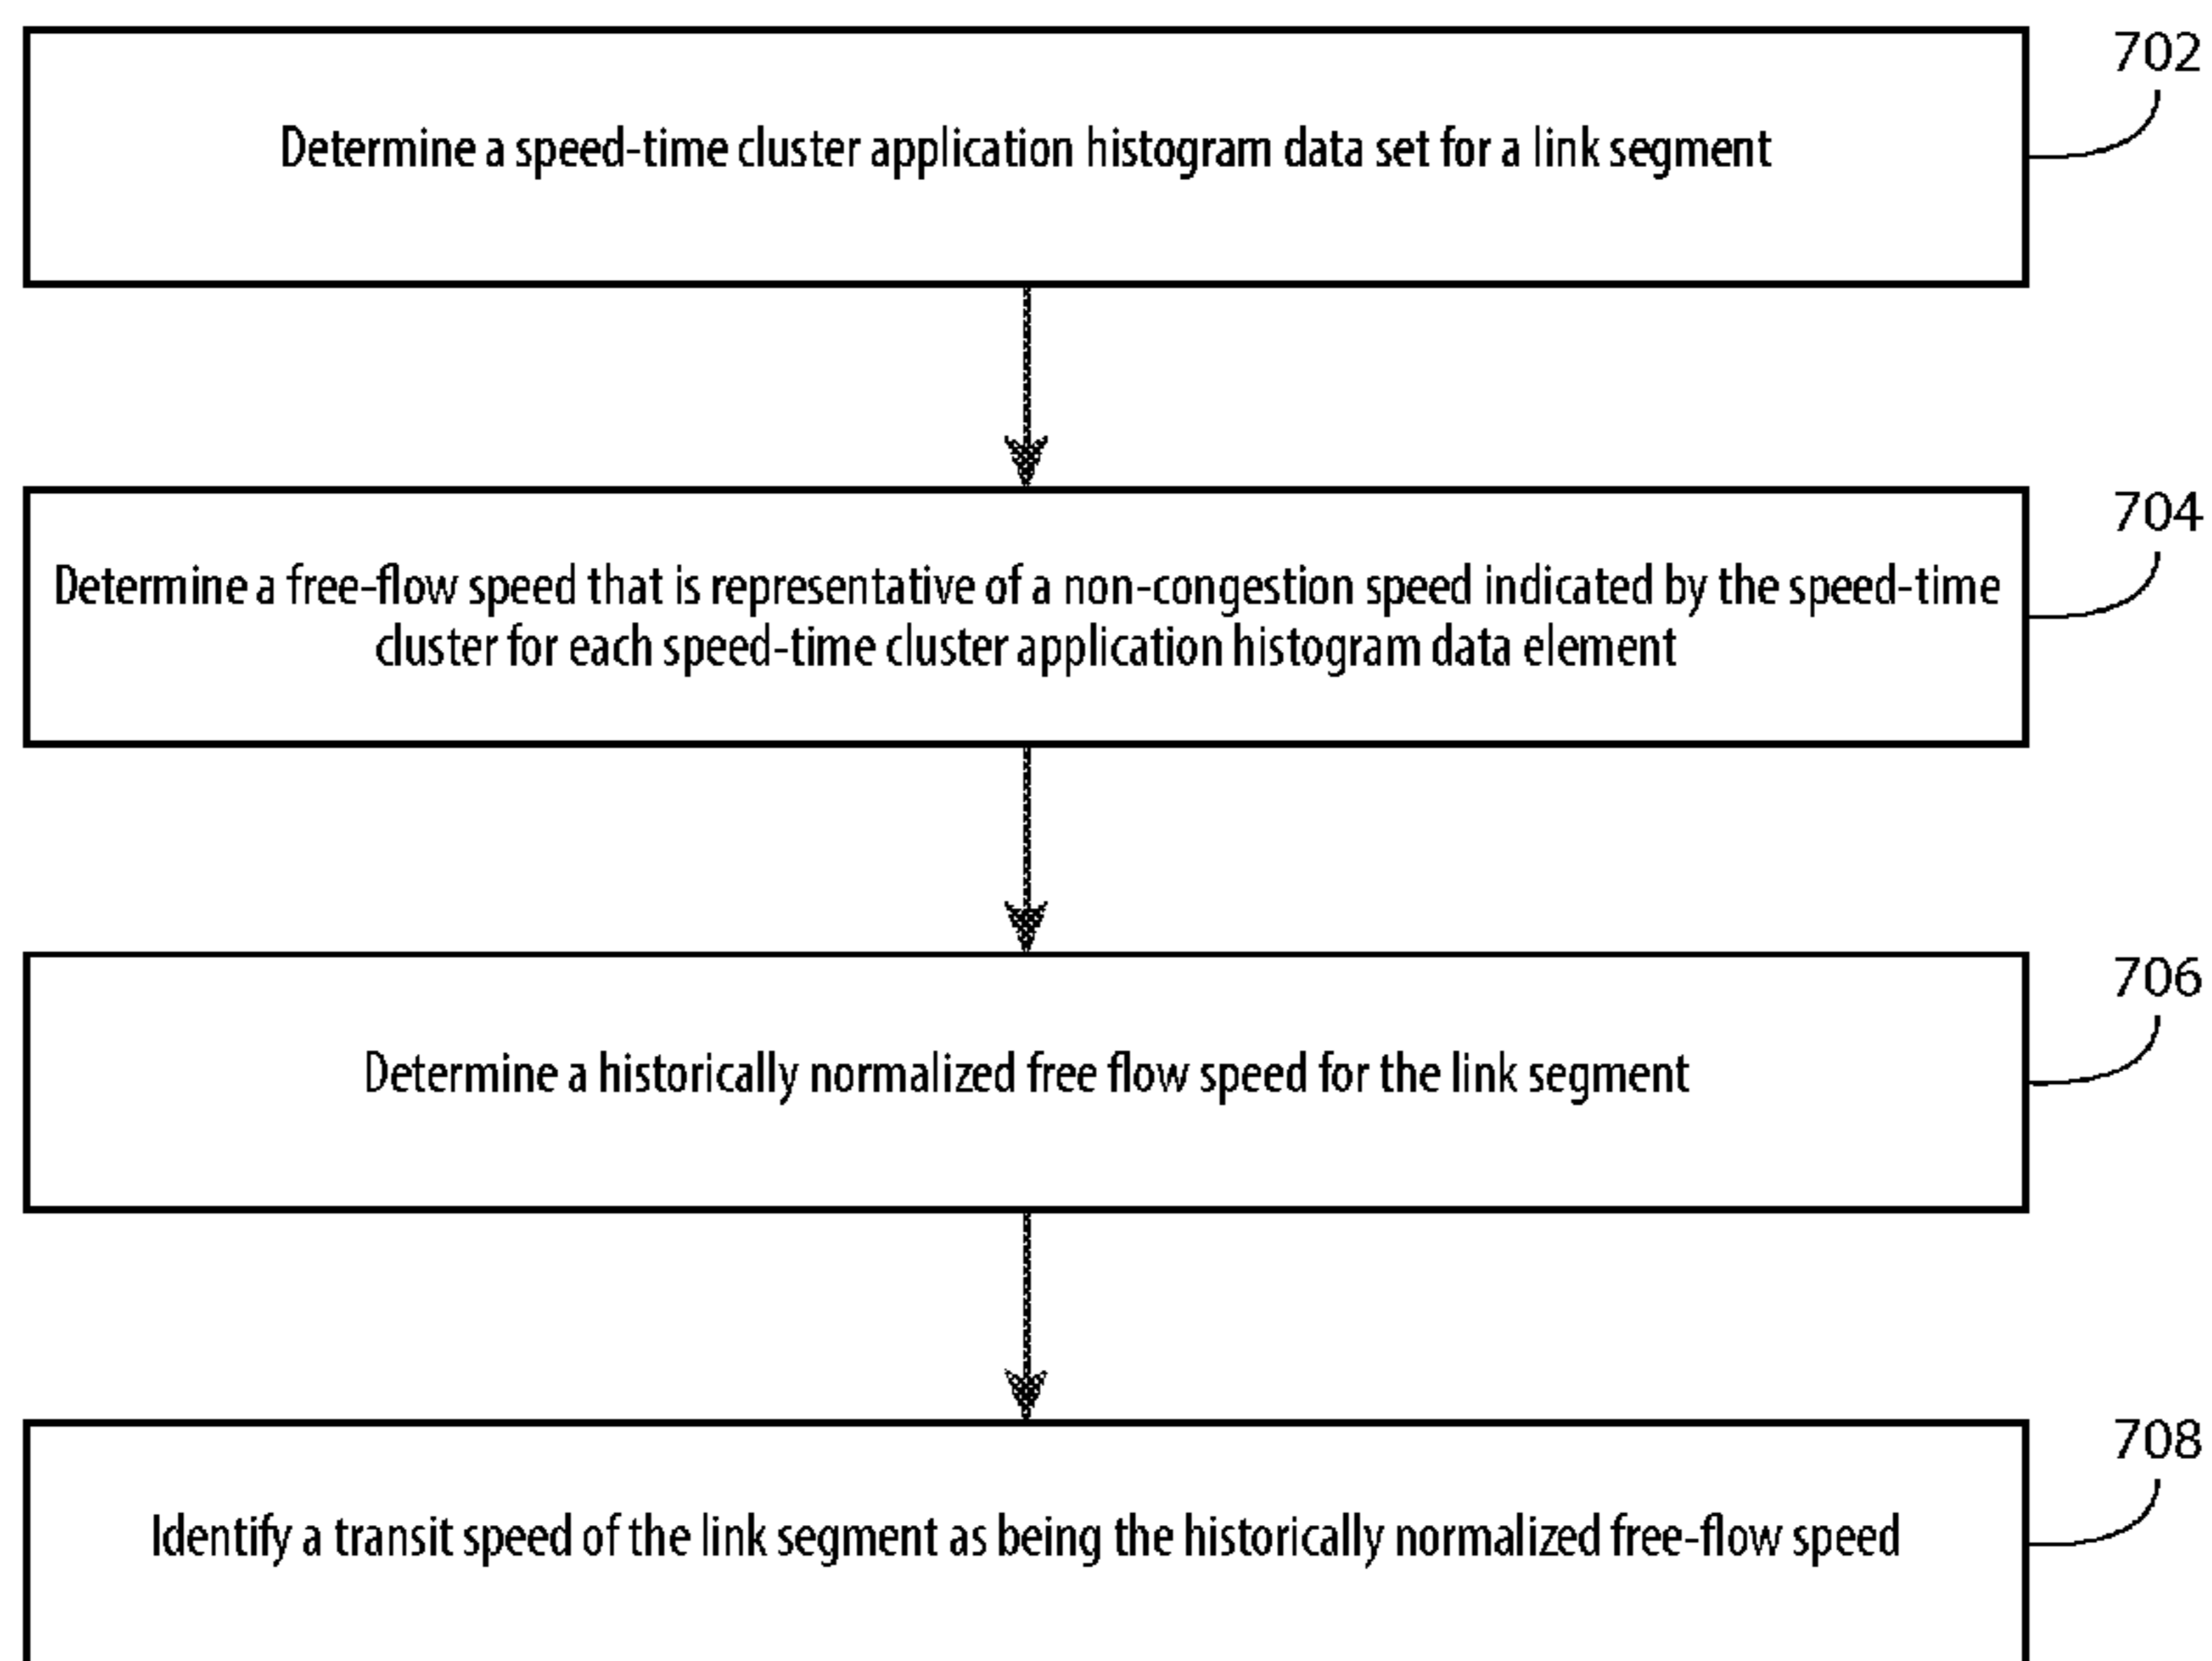 702
Determine a speed-time cluster application histogram data set for a link segment
704
Determine a free-flow speed that is representative of a non-congestion speed indicated by the speed-time
cluster for each speed-time cluster application histogram data element
706
Determine a historically normalized free flow speed for the link segment
708
Identify a transit speed of the link segment as being the historically normalized free-flow speed